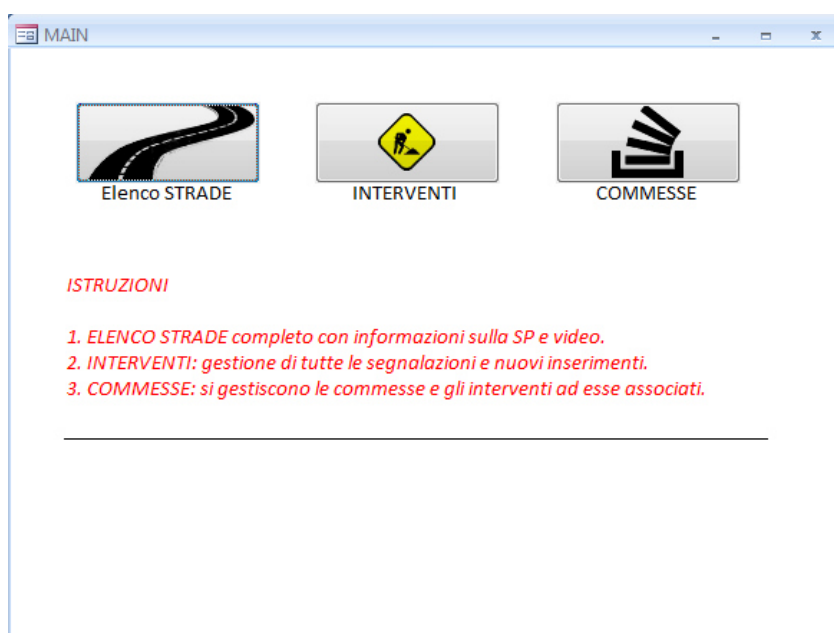 MAIN
Elenco STRADE
INTERVENTI
COMMESSE
ISTRUZIONI
1. ELENCO STRADE completo con informazioni sulla SP e video.
2. INTERVENTI: gestione di tutte le segnalazioni e nuovi inserimenti.
3. COMMESSE: si gestiscono le commesse e gli interventi ad esse associati.